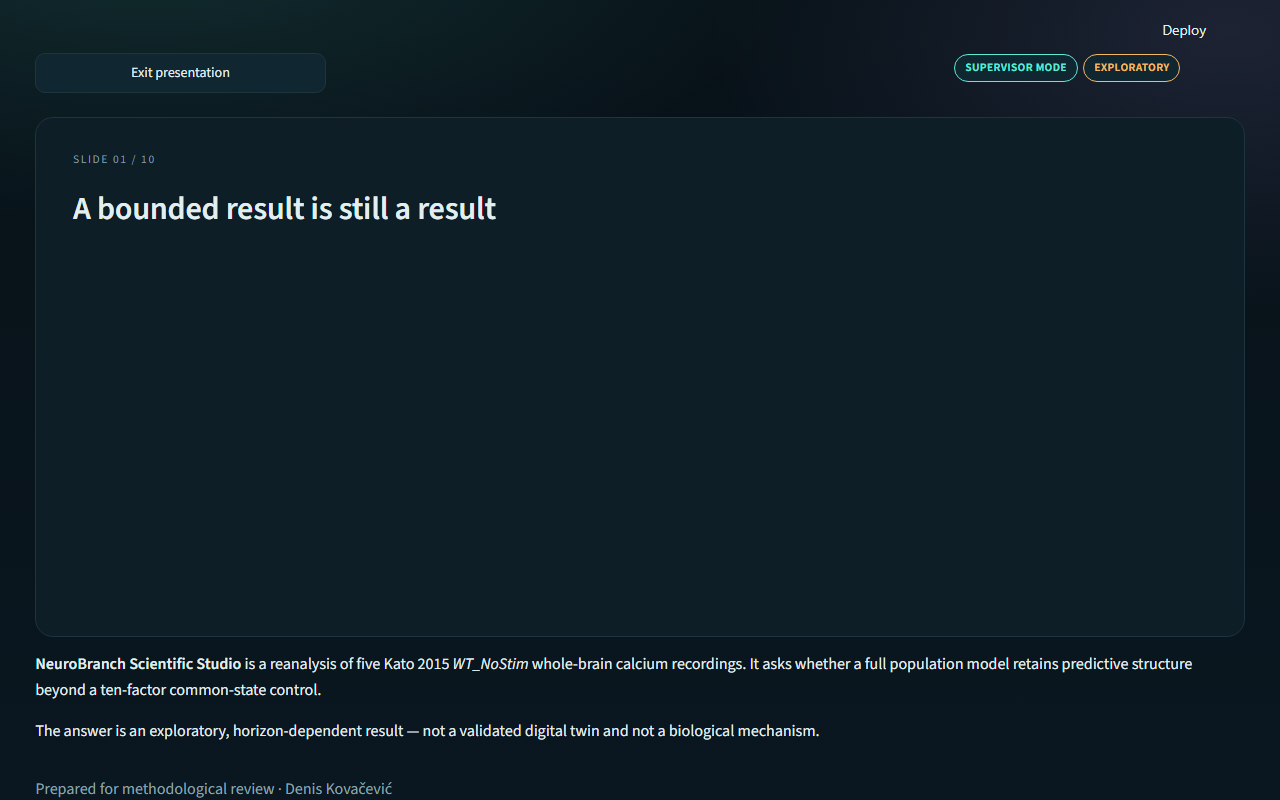 Deploy
Exit presentation
SUPERVISOR MODE
EXPLORATORY
SLIDE 01 / 10
A bounded result is still a result
NeuroBranch Scientific Studio is a reanalysis of five Kato 2015 WT_NoStim whole-brain calcium recordings. It asks whether a full population model retains predictive structure
beyond a ten-factor common-state control.
The answer is an exploratory, horizon-dependent result — not a validated digital twin and not a biological mechanism.
Prepared for methodological review · Denis Kovačević